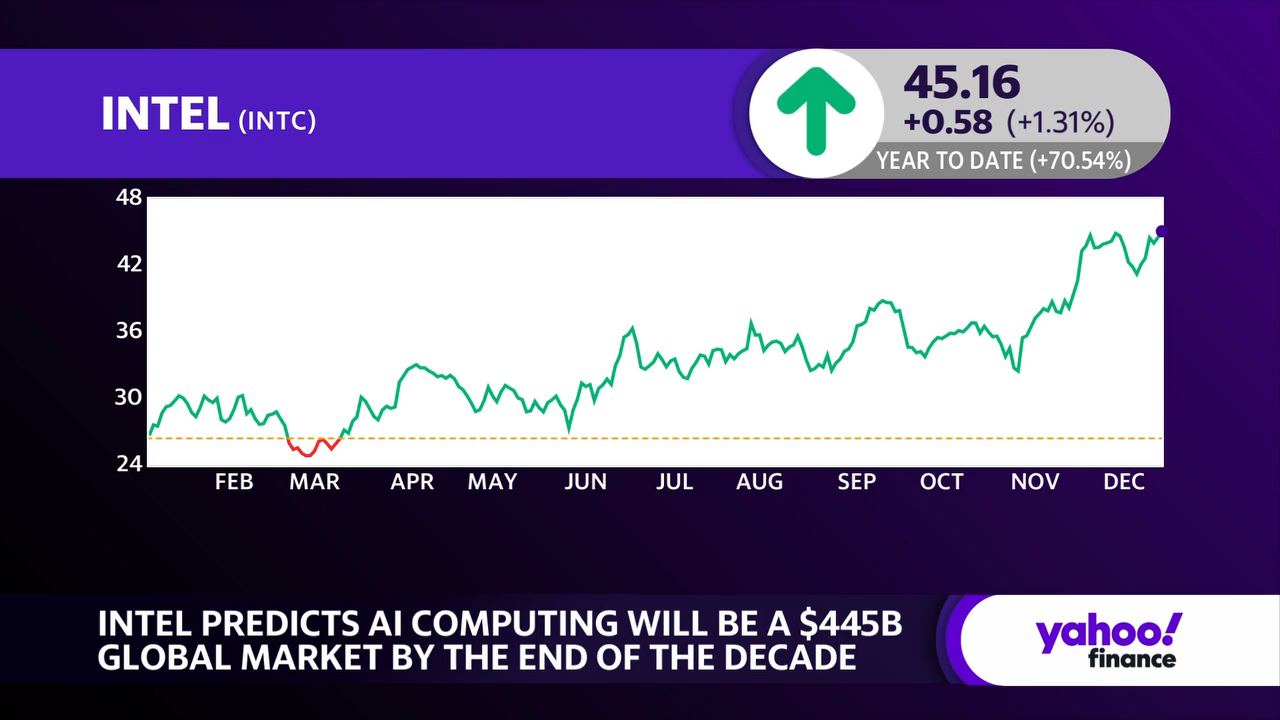 INTEL (INTC)
45.16
+0.58 (+1.31%)
YEAR TO DATE (+70.54%)
48
42
36
30
24
FEB MAR APR MAY JUN JUL AUG SEP OCT NOV DEC
INTEL PREDICTS AI COMPUTING WILL BE A $445B
GLOBAL MARKET BY THE END OF THE DECADE
yahoo!
finance